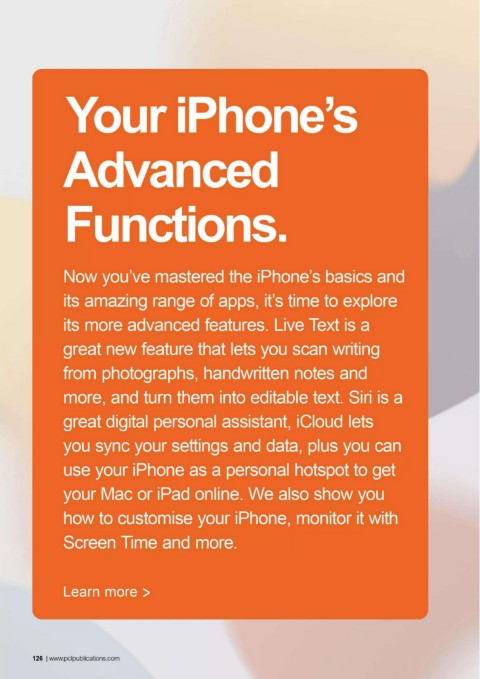 Your iPhone’s
Advanced
Functions.
Now you’ve mastered the iPhone’s basics and
its amazing range of apps, it’s time to explore
its more advanced features. Live Text is a
great new feature that lets you scan writing
from photographs, handwritten notes and
more, and turn them into editable text. Siri is a
great digital personal assistant, iCloud lets
you sync your settings and data, plus you can
use your iPhone as a personal hotspot to get
your Mac or iPad online. We also show you
how to customise your iPhone, monitor it with
Screen Time and more.
Learn more >
126 | www.pclpublications.com